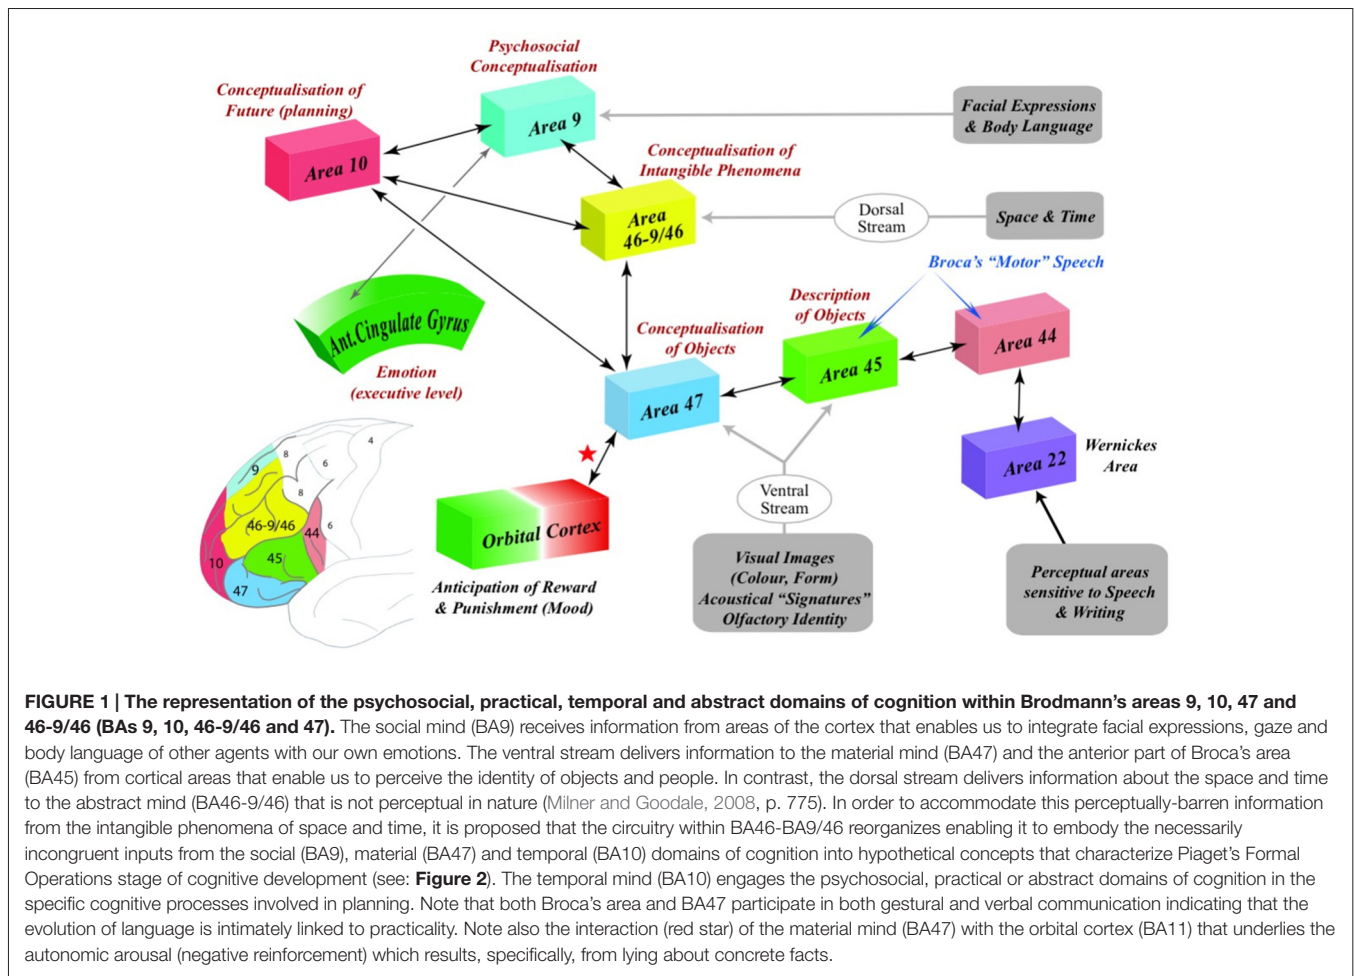 Psychosocial
Conceptualisation
Conceptualisation of
Future (planning)
Area 9
Facial Expressions
& Body Language
Area 10
Conceptualisation of
Intangible Phenomena
Area
46-9/46
Dorsal
Stream
Space & Time
Broca's “Motor” Speech
Ant.Cingulate Gyrus
Description
of Objects
Conceptualisation
of Objects
Area 44
Area 45
Emotion
(executive level)
Area 47
Area 22
Wernickes
Area
4
8
6
9
8
46-9/46
44
6
10
45
47
Orbital Cortex
Ventral
Stream
Anticipation of Reward
& Punishment (Mood)
Visual Images
(Colour, Form)
Acoustical “Signatures”
Olfactory Identity
Perceptual areas
sensitive to Speech
& Writing
FIGURE 1 | The representation of the psychosocial, practical, temporal and abstract domains of cognition within Brodmann's areas 9, 10, 47 and
46-9/46 (BAs 9, 10, 46-9/46 and 47). The social mind (BA9) receives information from areas of the cortex that enables us to integrate facial expressions, gaze and
body language of other agents with our own emotions. The ventral stream delivers information to the material mind (BA47) and the anterior part of Broca's area
(BA45) from cortical areas that enable us to perceive the identity of objects and people. In contrast, the dorsal stream delivers information about the space and time
to the abstract mind (BA46-9/46) that is not perceptual in nature (Milner and Goodale, 2008, p. 775). In order to accommodate this perceptually-barren information
from the intangible phenomena of space and time, it is proposed that the circuitry within BA46-BA9/46 reorganizes enabling it to embody the necessarily
incongruent inputs from the social (BA9), material (BA47) and temporal (BA10) domains of cognition into hypothetical concepts that characterize Piaget's Formal
Operations stage of cognitive development (see: Figure 2). The temporal mind (BA10) engages the psychosocial, practical or abstract domains of cognition in the
specific cognitive processes involved in planning. Note that both Broca's area and BA47 participate in both gestural and verbal communication indicating that the
evolution of language is intimately linked to practicality. Note also the interaction (red star) of the material mind (BA47) with the orbital cortex (BA11) that underlies the
autonomic arousal (negative reinforcement) which results, specifically, from lying about concrete facts.